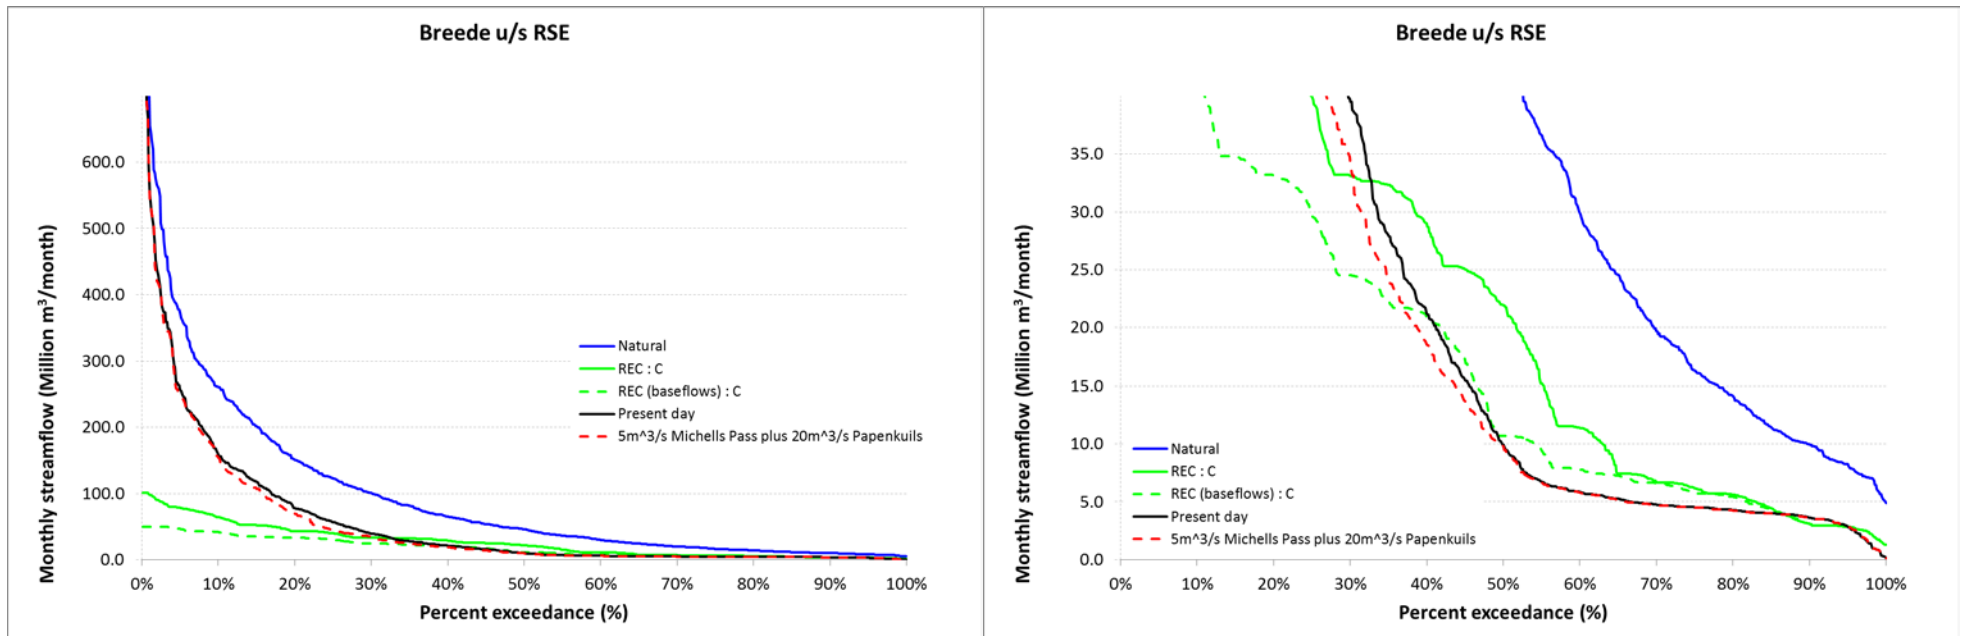 Breede u/s RSE
Monthly streamflow (Million m³/month)
600.0
500.0
400.0
300.0
200.0
100.0
0.0
0% 10% 20% 30% 40% 50% 60% 70% 80% 90% 100%
Percent exceedance (%)
Natural
REC : C
REC (baseflows) : C
Present day
5m^3/s Michells Pass plus 20m^3/s Papenkuils
Breede u/s RSE
Monthly streamflow (Million m³/month)
35.0
30.0
25.0
20.0
15.0
10.0
5.0
0.0
0% 10% 20% 30% 40% 50% 60% 70% 80% 90% 100%
Percent exceedance (%)
Natural
REC : C
REC (baseflows) : C
Present day
5m^3/s Michells Pass plus 20m^3/s Papenkuils